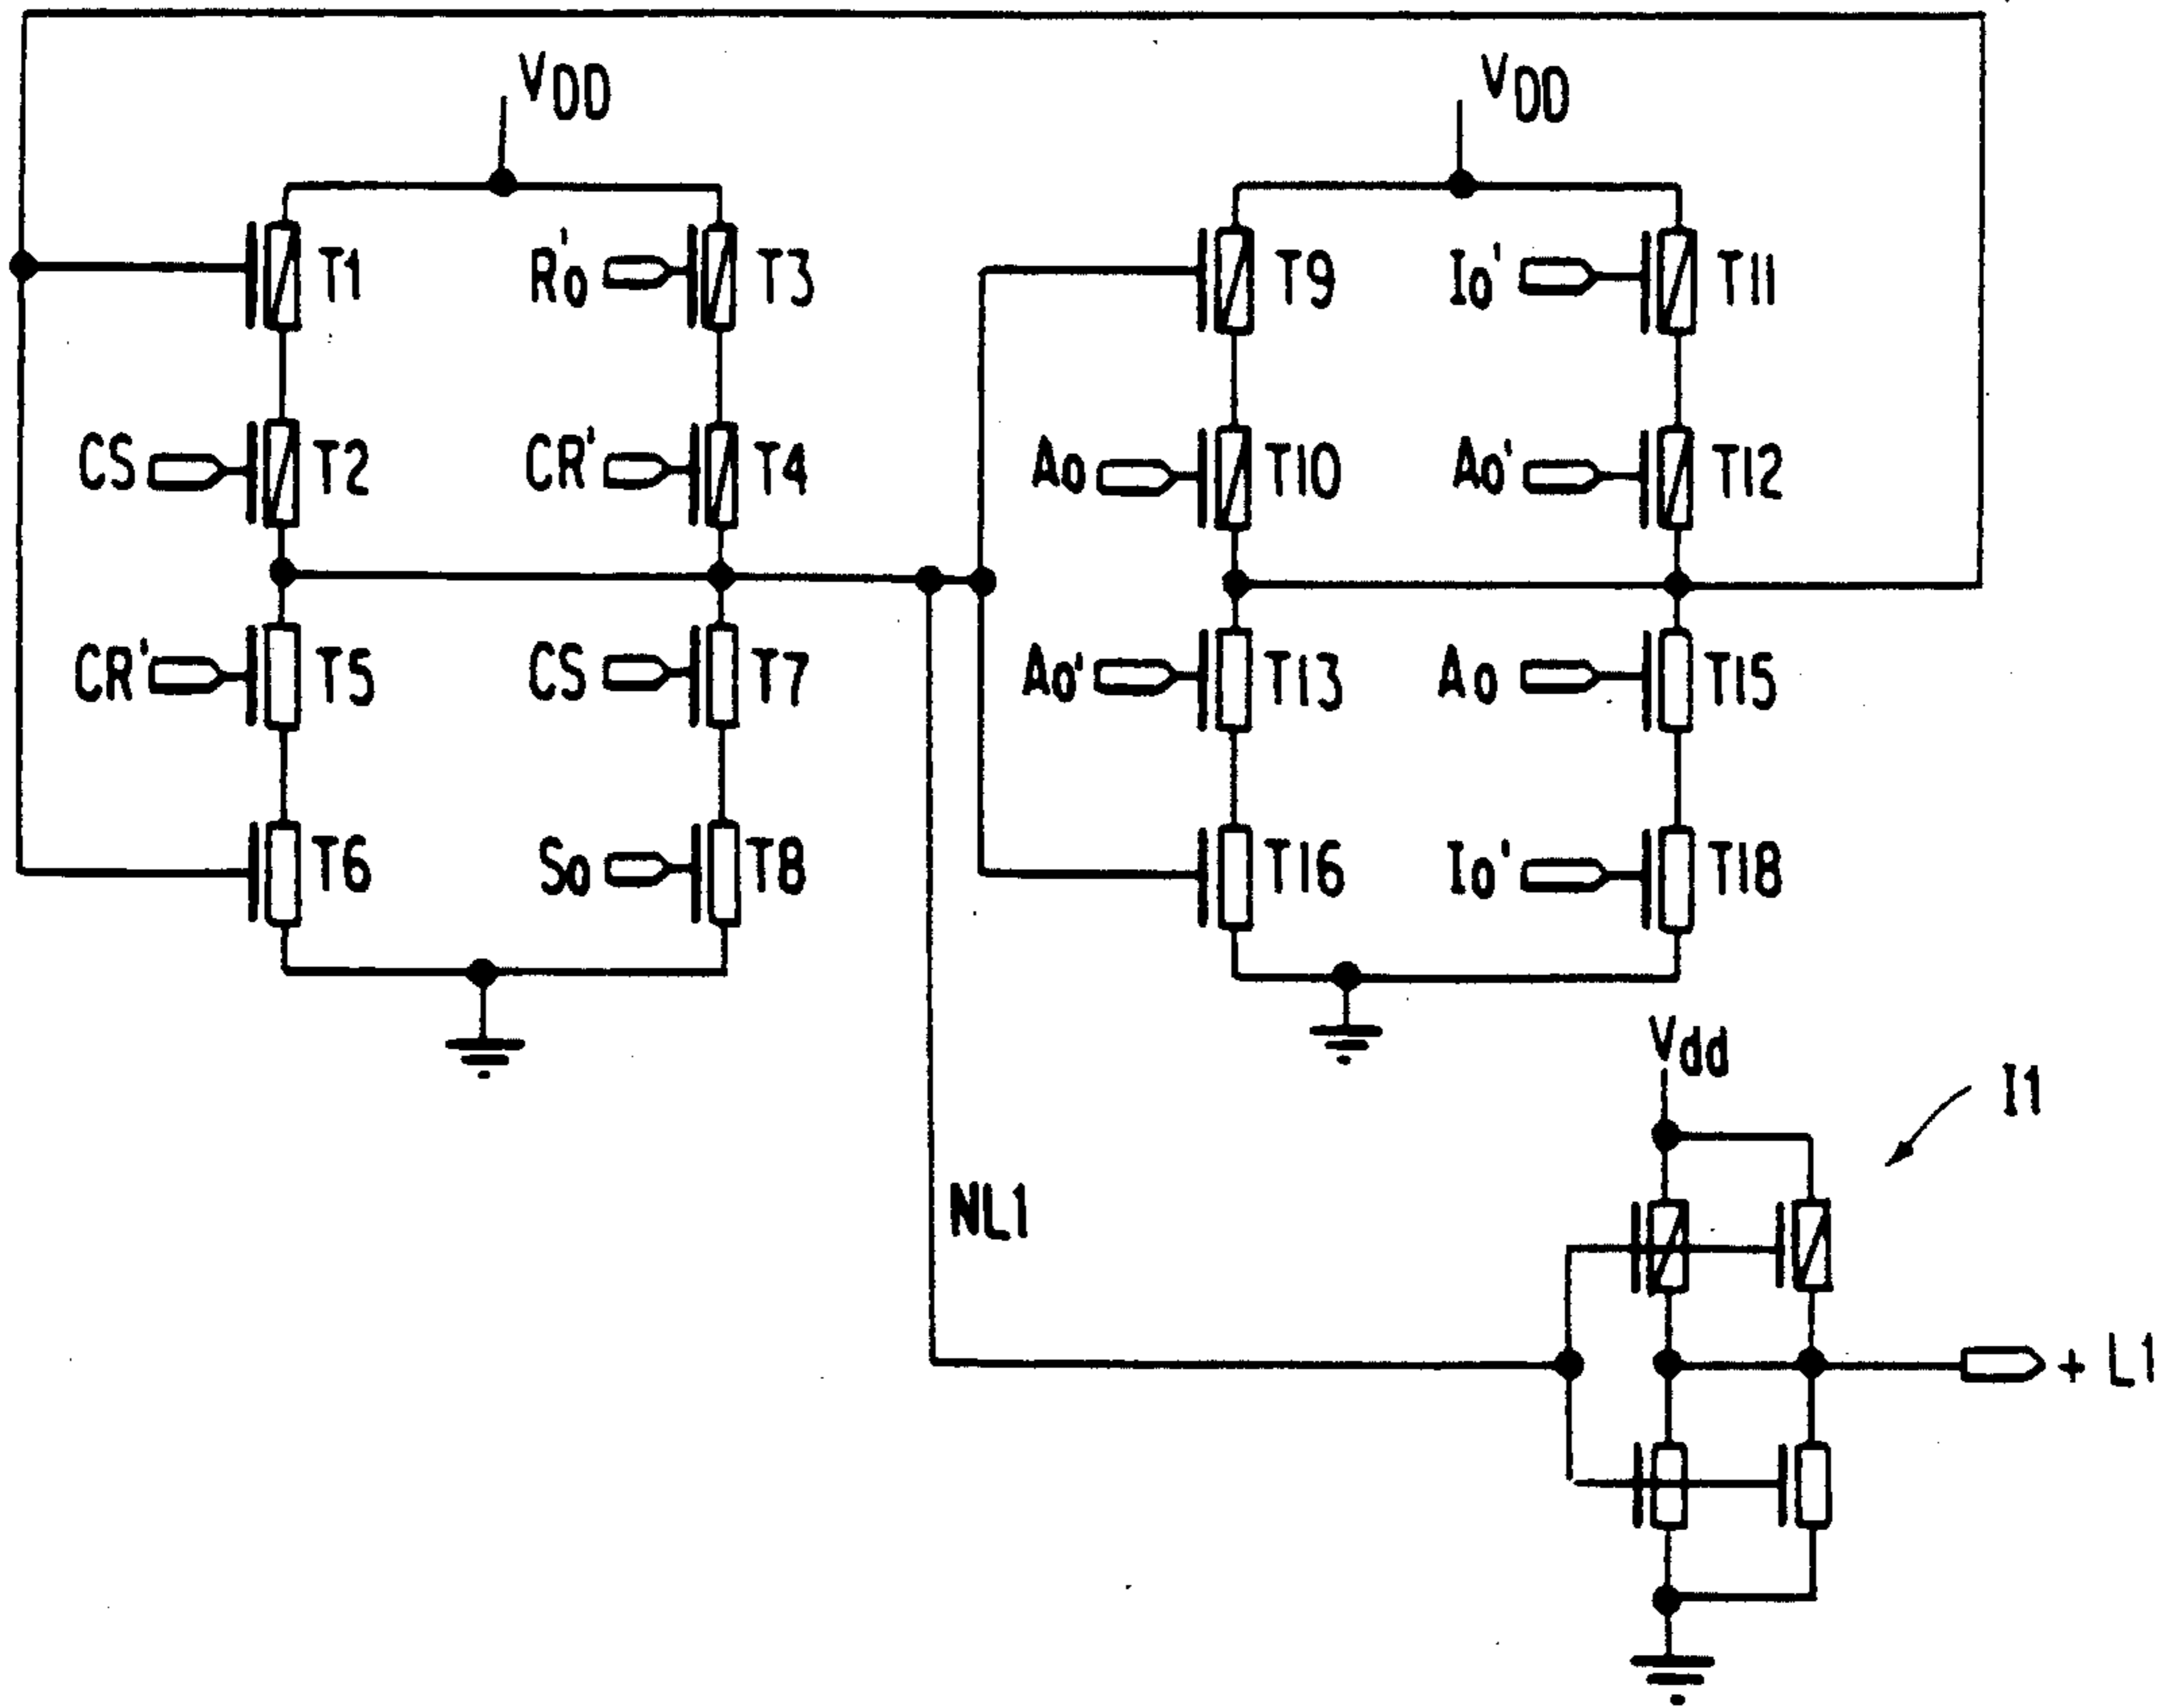 VDD
VDD
T1
R'o
T3
T9
Io'
T11
CS
T2
CR'
T4
Ao
T10
Ao'
T12
CR'
T5
CS
T7
Ao'
T13
Ao
T15
T6
So
T8
T16
Io'
T18
Vdd
I1
NL1
+ L1